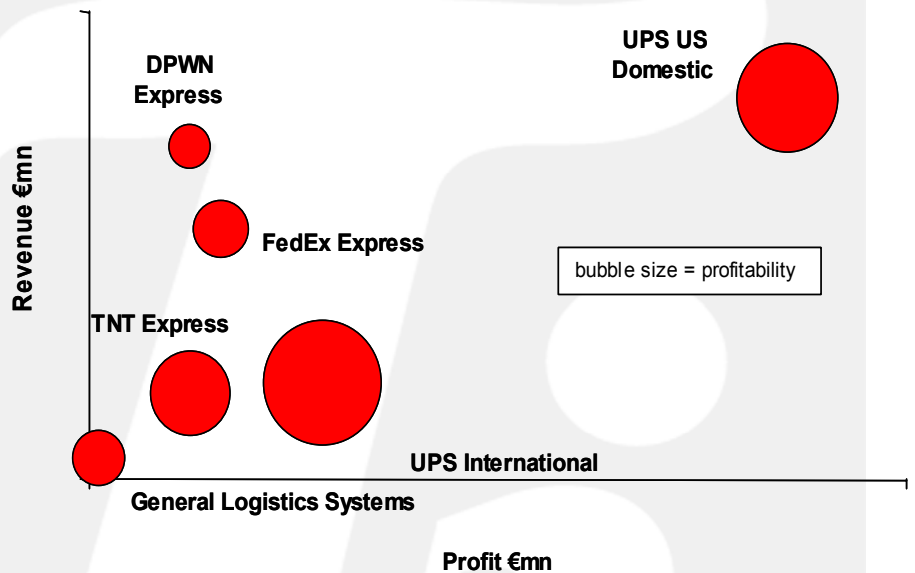 UPS US
Domestic
DPWN
Express
Revenue €mn
FedEx Express
bubble size = profitability
TNT Express
UPS International
General Logistics Systems
Profit €mn